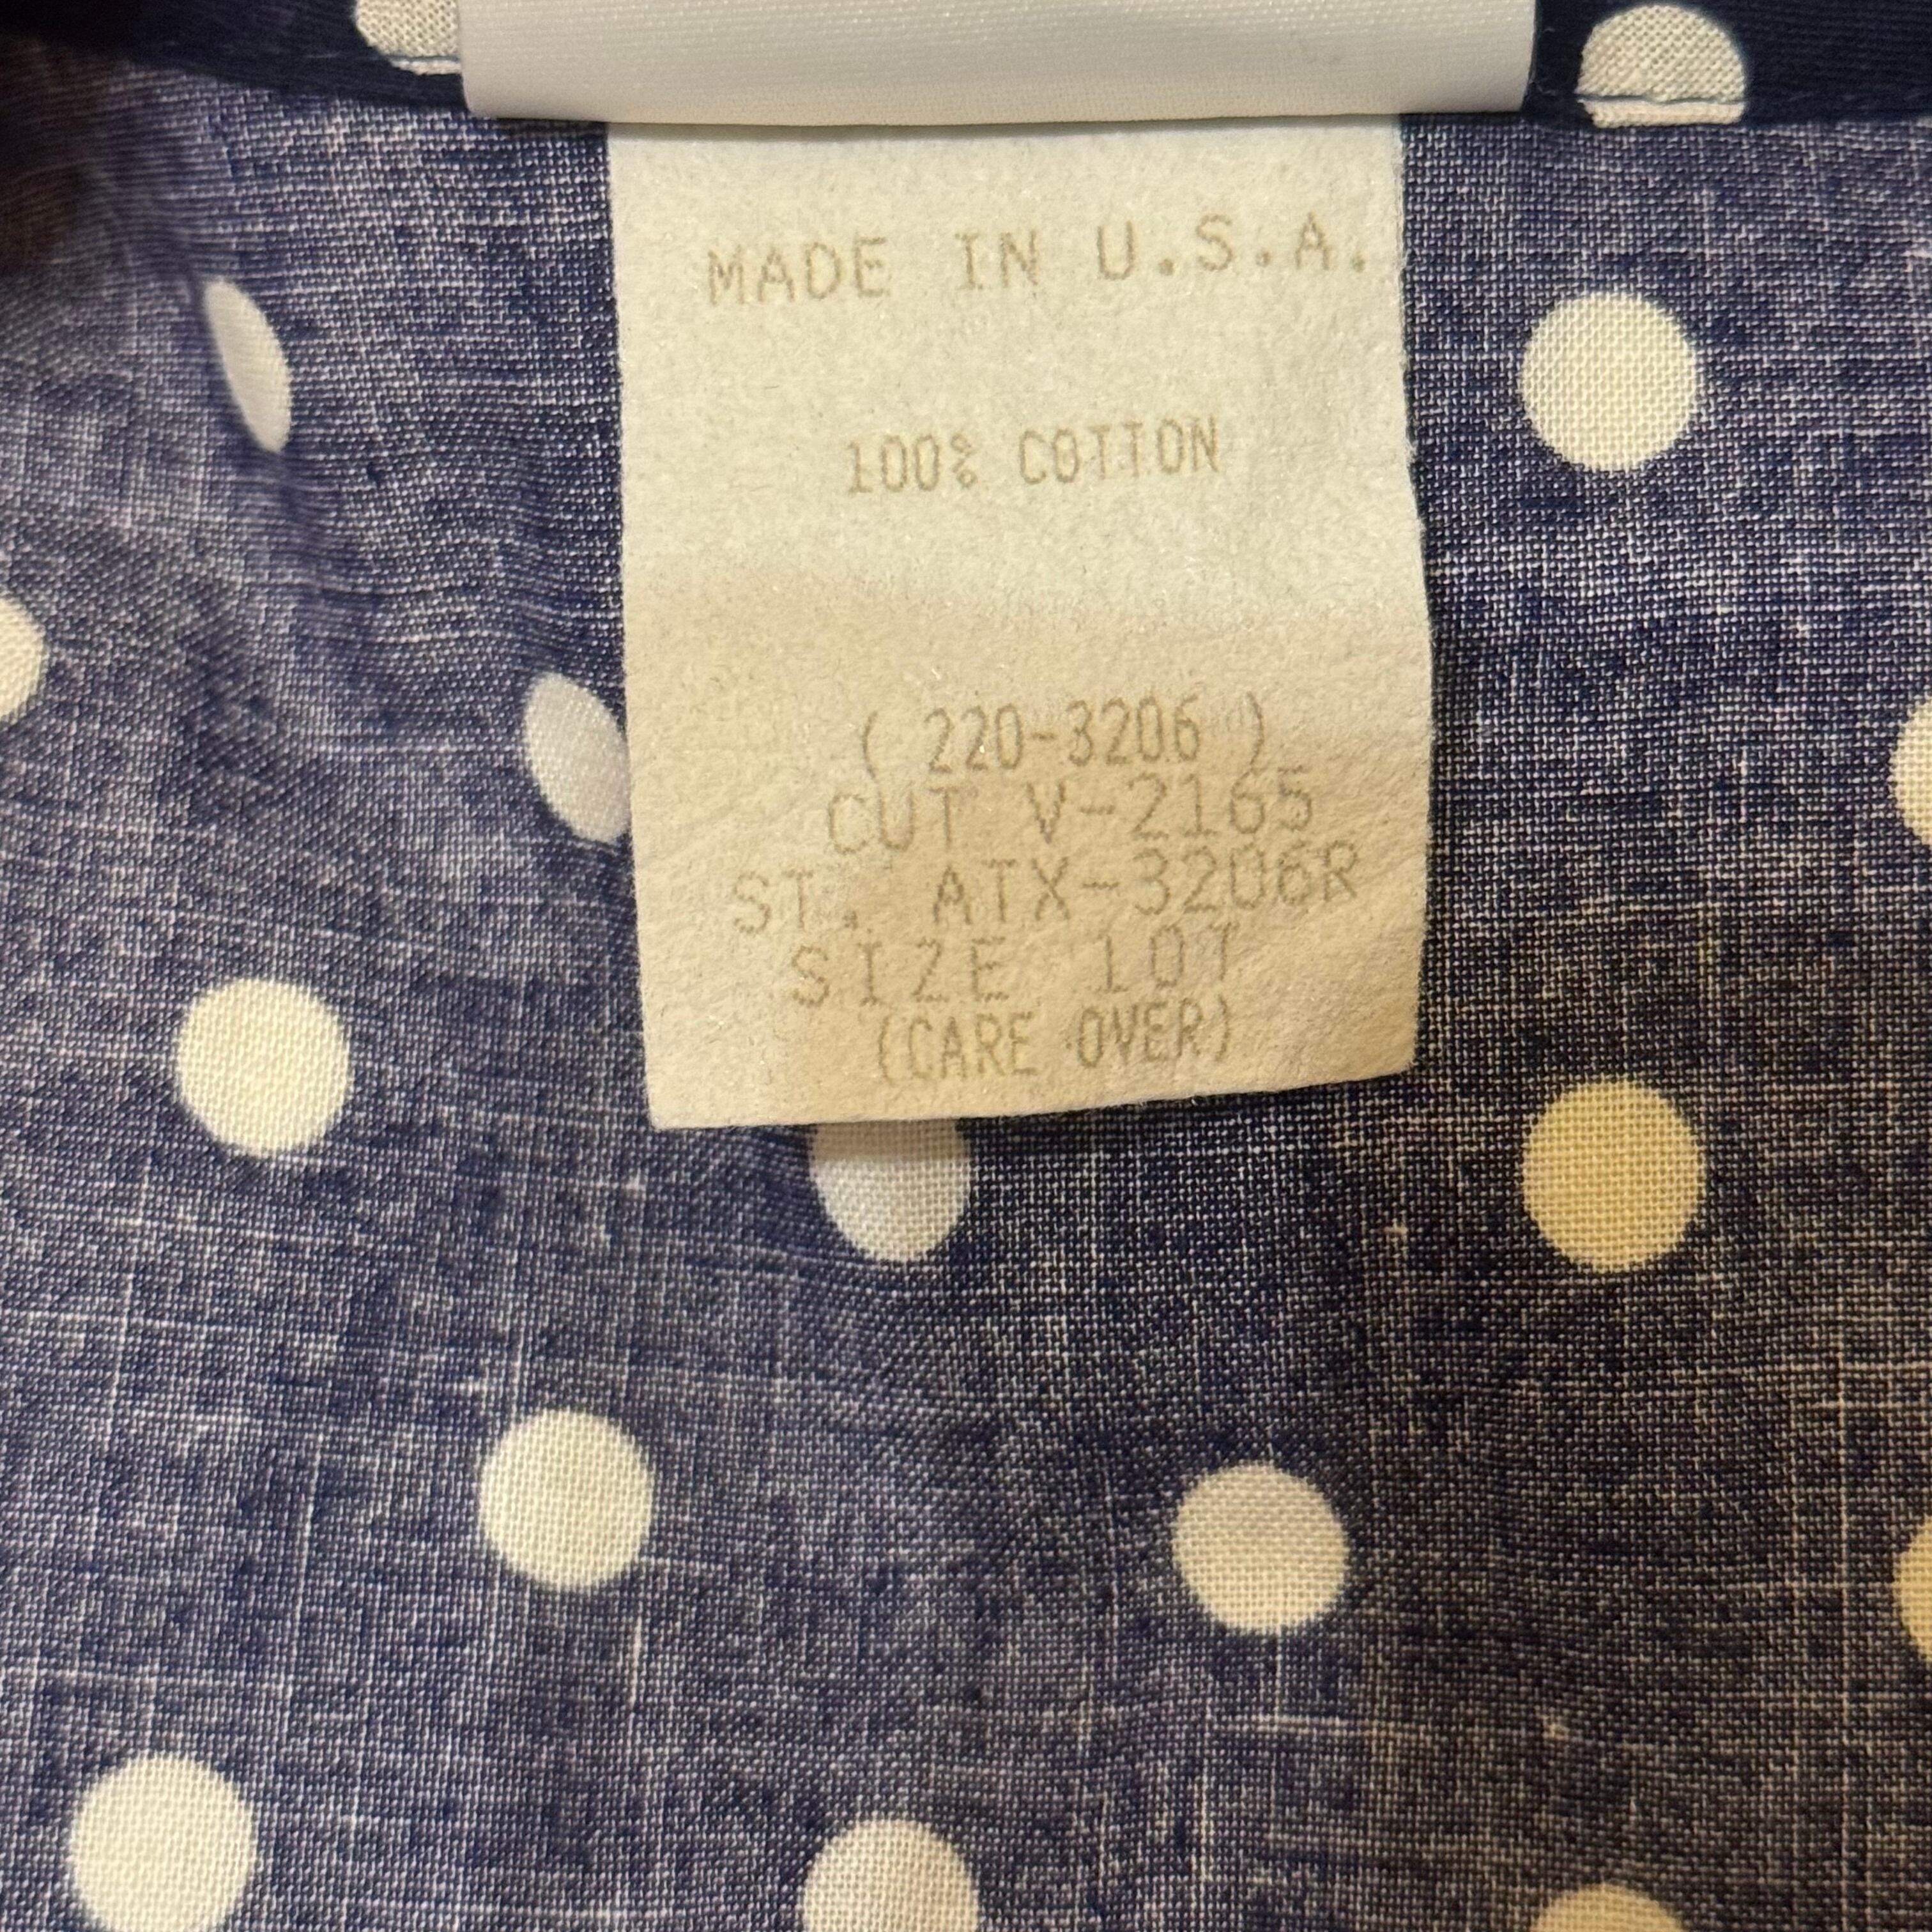 MADE IN U.S.A.
100% COTTON
( 220-3206 )
CUT V-2165
ST. ATX-3206R
SIZE 10T
(CARE OVER)